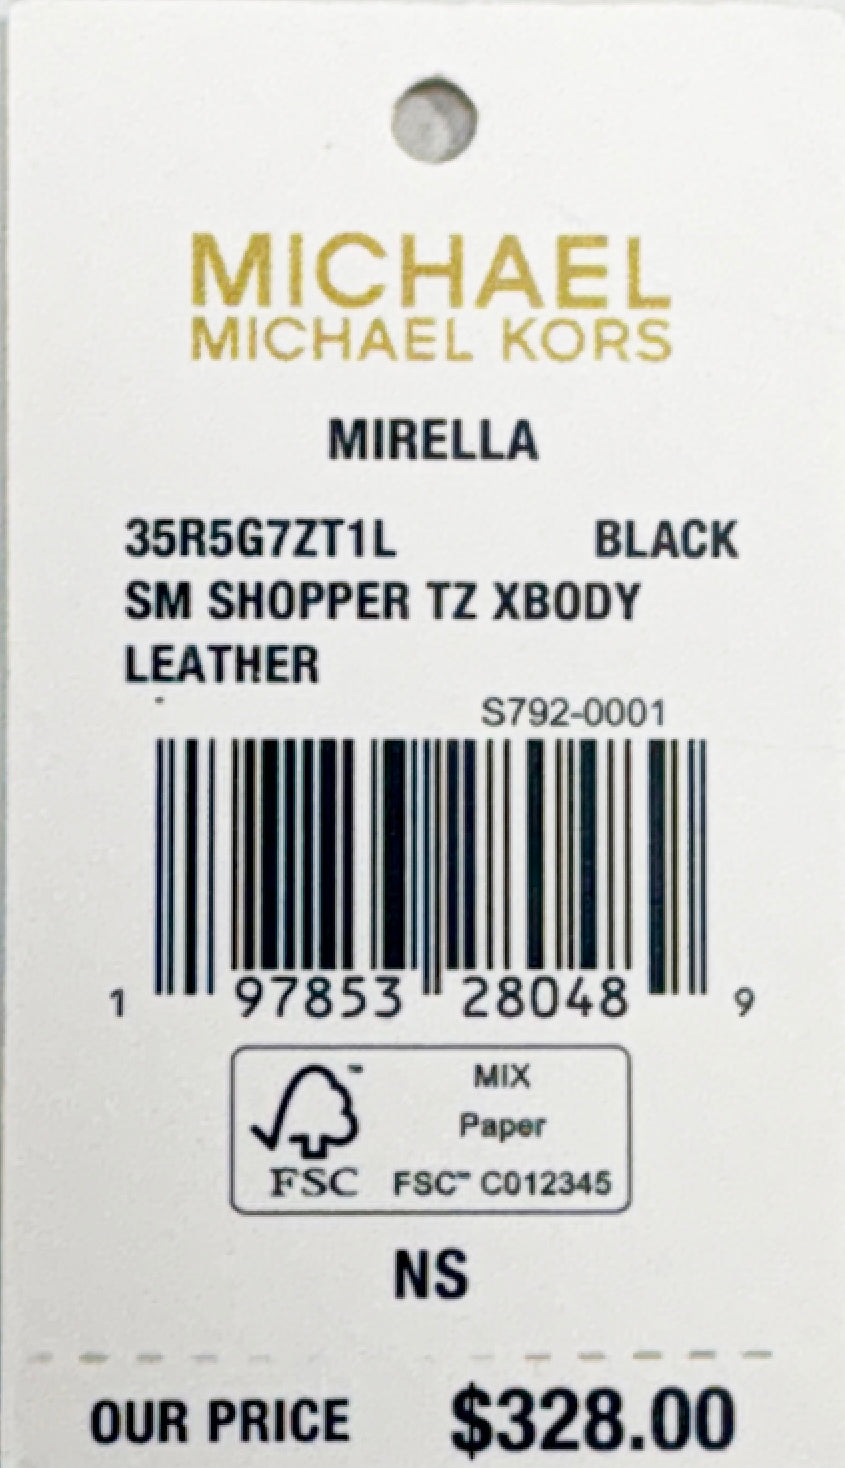 MICHAEL
MICHAEL KORS
MIRELLA
35R5G7ZT1L BLACK
SM SHOPPER TZ XBODY
LEATHER
S792-0001
1 97853 28048 9
MIX
Paper
FSC FSC™ C012345
NS
OUR PRICE $328.00